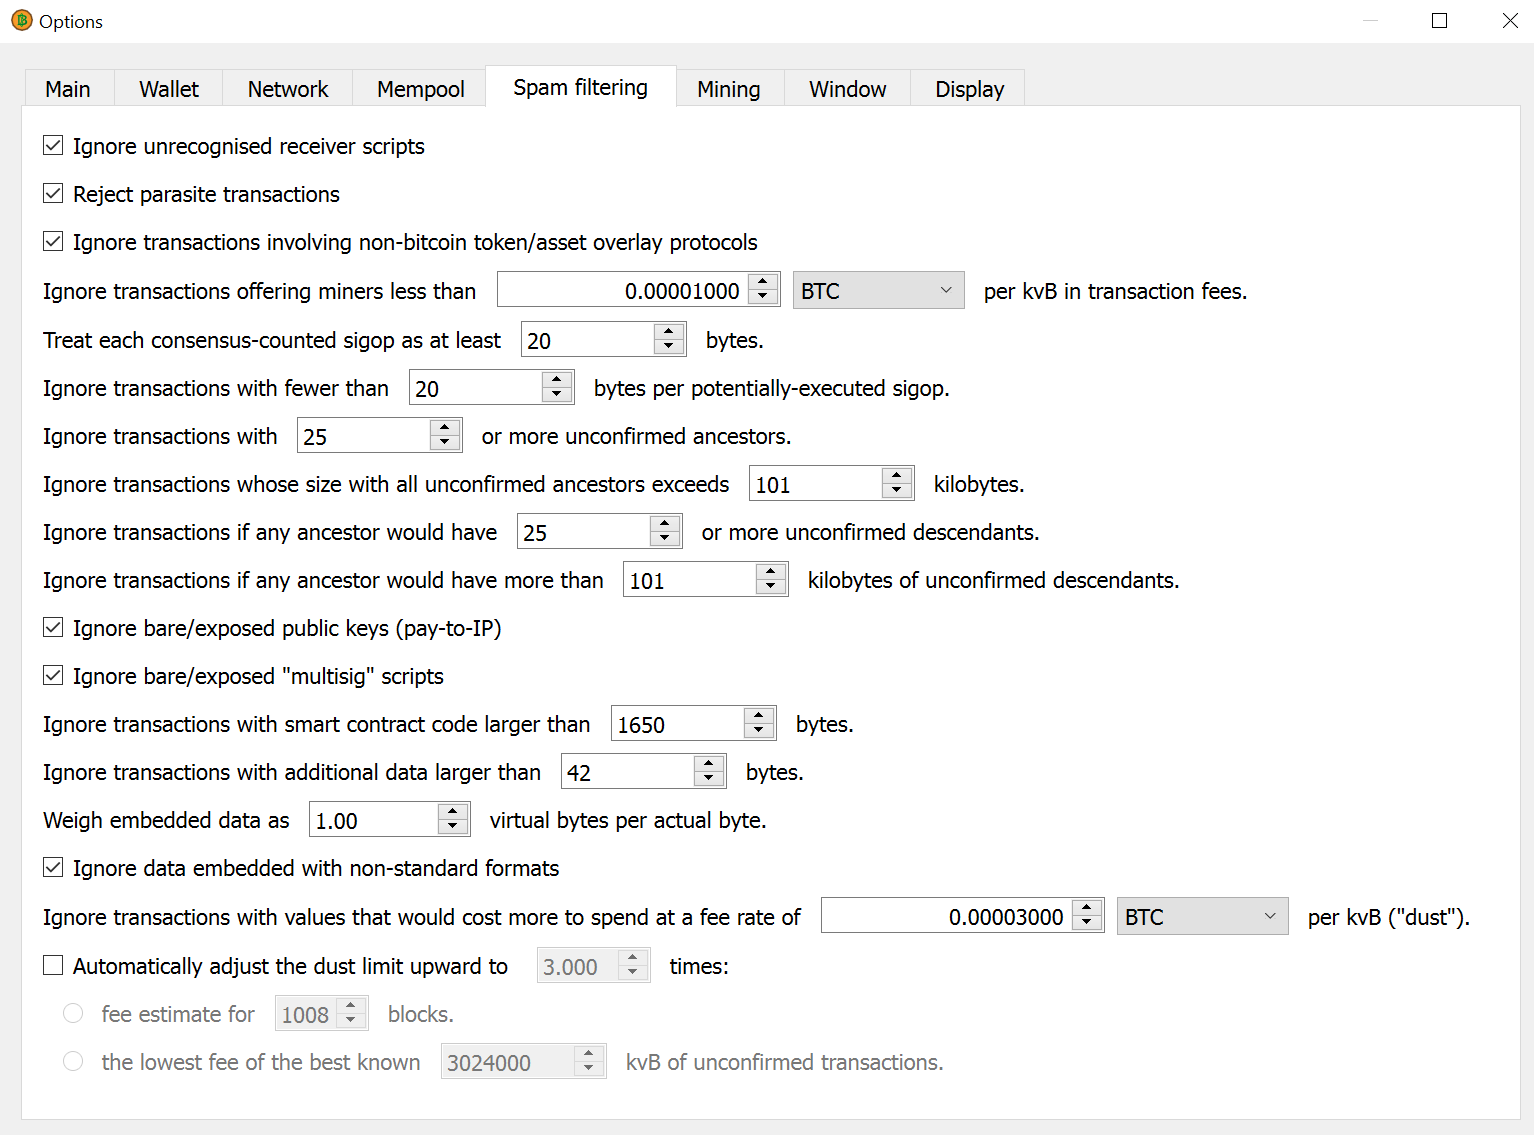 Options
Main Wallet Network Mempool Spam filtering Mining Window Display
Ignore unrecognised receiver scripts
Reject parasite transactions
Ignore transactions involving non-bitcoin token/asset overlay protocols
Ignore transactions offering miners less than 0.00001000 BTC per kvB in transaction fees.
Treat each consensus-counted sigop as at least 20 bytes.
Ignore transactions with fewer than 20 bytes per potentially-executed sigop.
Ignore transactions with 25 or more unconfirmed ancestors.
Ignore transactions whose size with all unconfirmed ancestors exceeds 101 kilobytes.
Ignore transactions if any ancestor would have 25 or more unconfirmed descendants.
Ignore transactions if any ancestor would have more than 101 kilobytes of unconfirmed descendants.
Ignore bare/exposed public keys (pay-to-IP)
Ignore bare/exposed "multisig" scripts
Ignore transactions with smart contract code larger than 1650 bytes.
Ignore transactions with additional data larger than 42 bytes.
Weigh embedded data as 1.00 virtual bytes per actual byte.
Ignore data embedded with non-standard formats
Ignore transactions with values that would cost more to spend at a fee rate of 0.00003000 BTC per kvB ("dust").
Automatically adjust the dust limit upward to 3.000 times:
fee estimate for 1008 blocks.
the lowest fee of the best known 3024000 kvB of unconfirmed transactions.